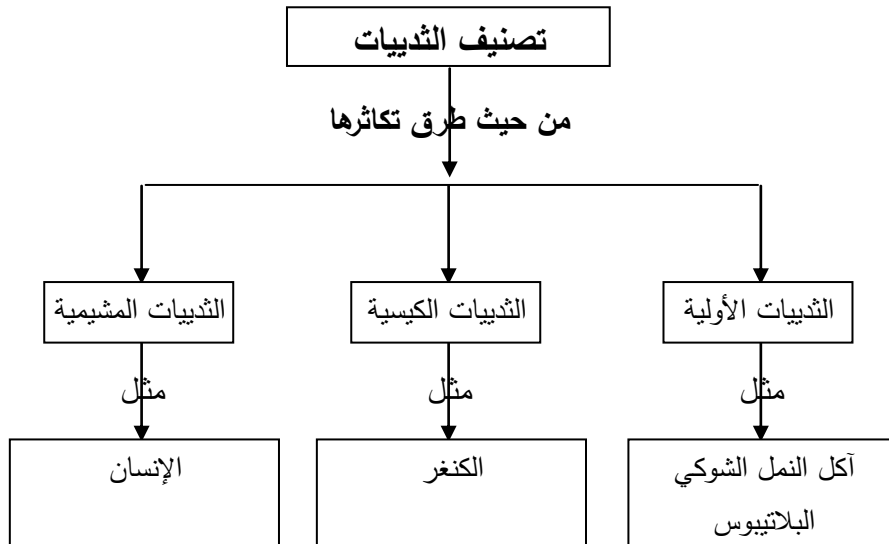 تصنيف الثدييات
من حيث طرق تكاثرها
الثدييات الأولية
الثدييات الكيسية
الثدييات المشيمية
مثل
مثل
مثل
آكل النمل الشوكي
البلاتيبوس
الكنغر
الإنسان